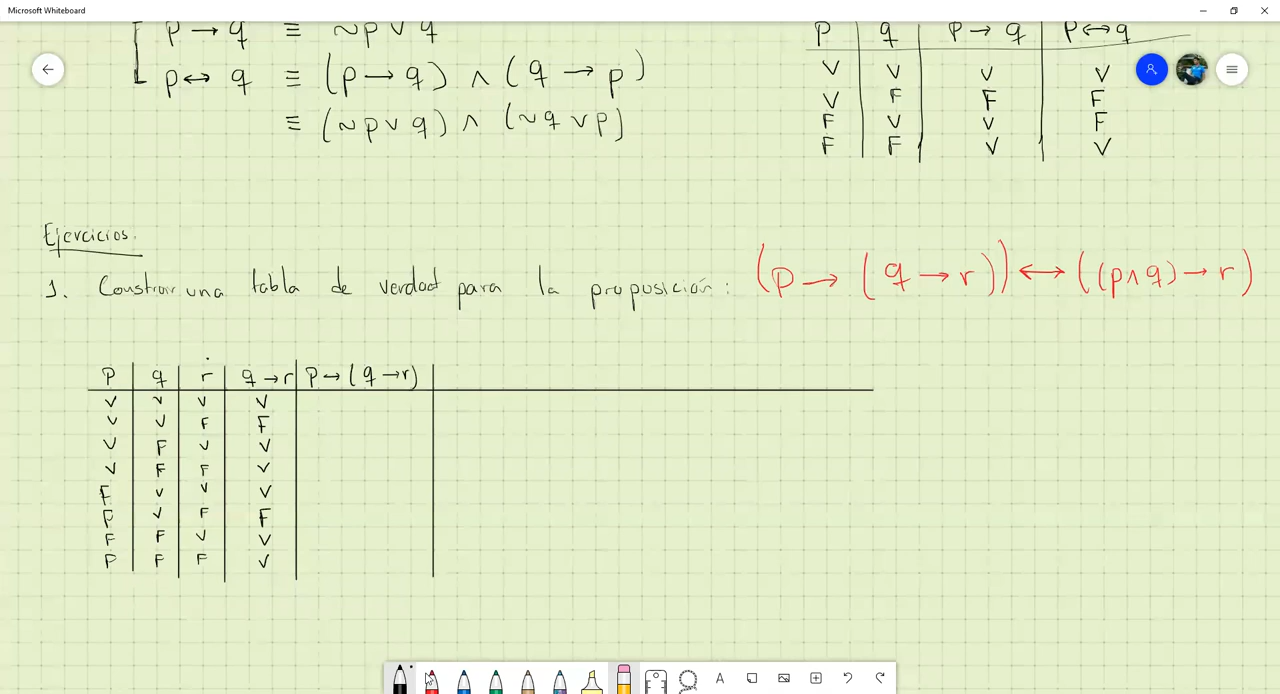 Microsoft Whiteboard
p → q ≡ ~p ∨ q
p ↔ q ≡ (p → q) ∧ (q → p)
≡ (~p ∨ q) ∧ (~q ∨ p)
p q p → q p ↔ q
V V V V
V F F F
F V V F
F F V V
Ejercicios.
1. Construir una tabla de verdad para la proposición: (p → (q → r)) ↔ ((p ∧ q) → r)
p q r q → r p → (q → r)
V V V V
V V F F
V F V V
V F F V
F V V V
P V F F
F F V V
P F F V
A